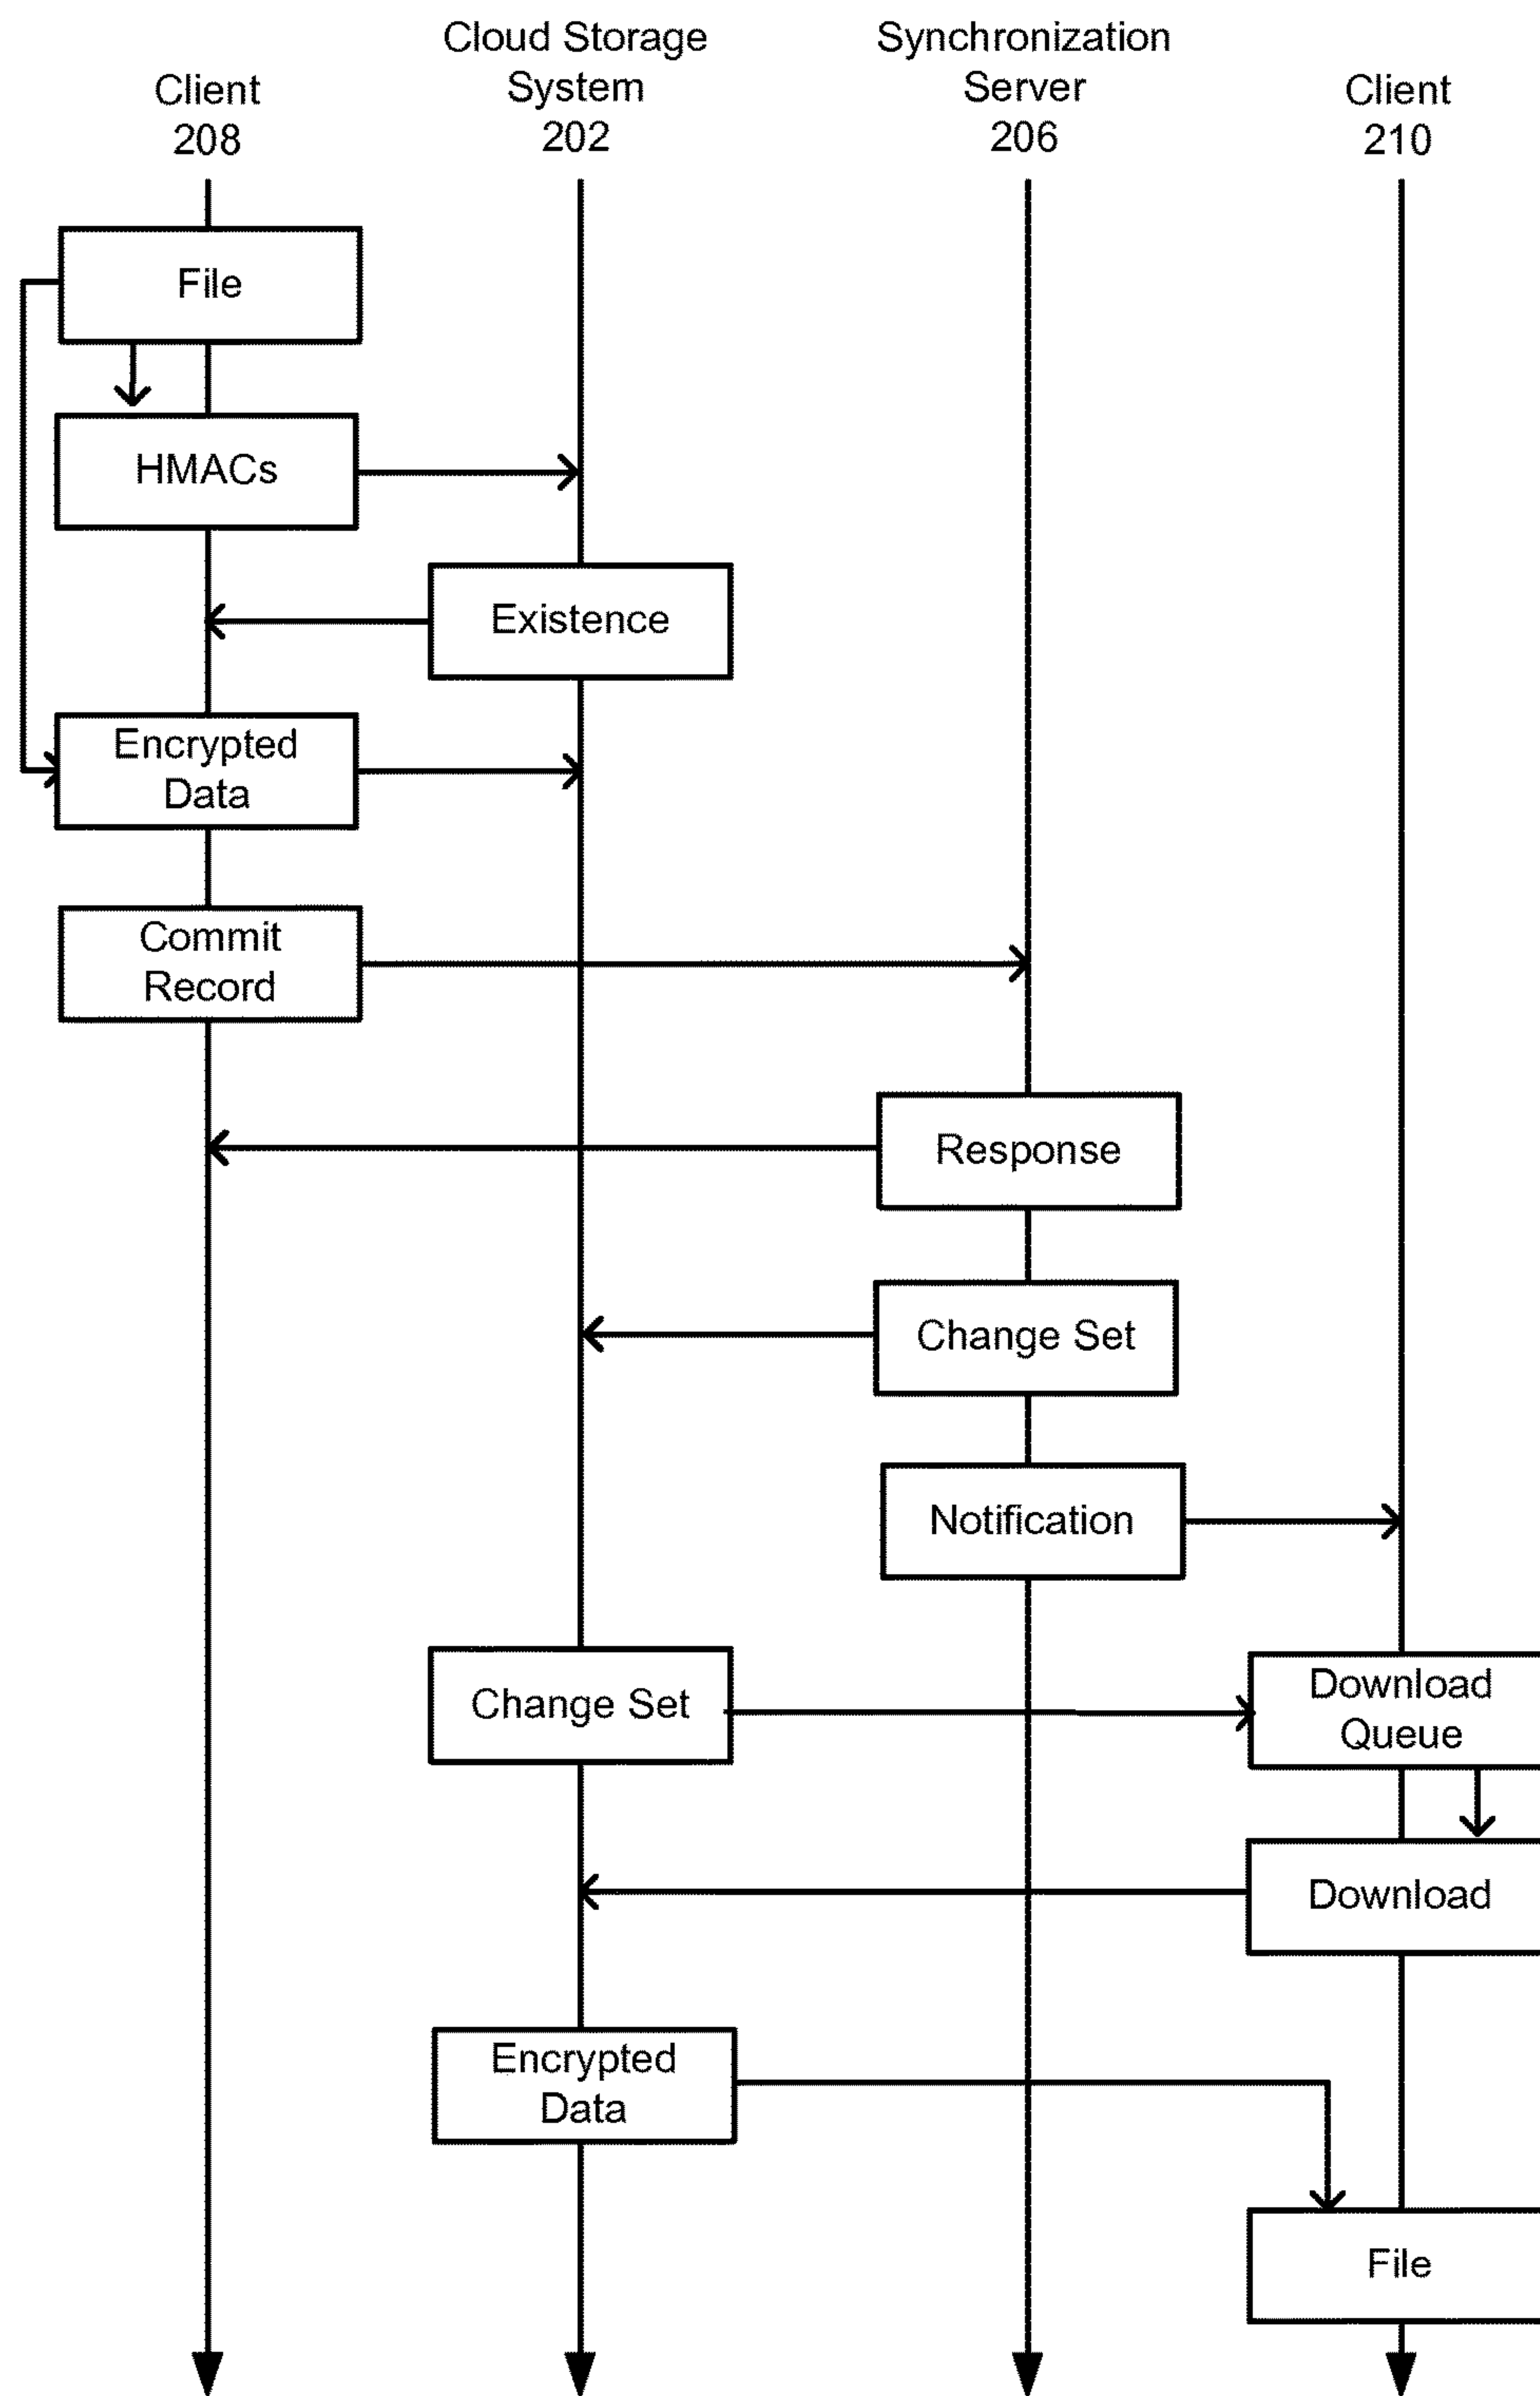 Client
208
Cloud Storage
System
202
Synchronization
Server
206
Client
210
File
HMACs
Existence
Encrypted
Data
Commit
Record
Response
Change Set
Notification
Change Set
Download
Queue
Download
Encrypted
Data
File